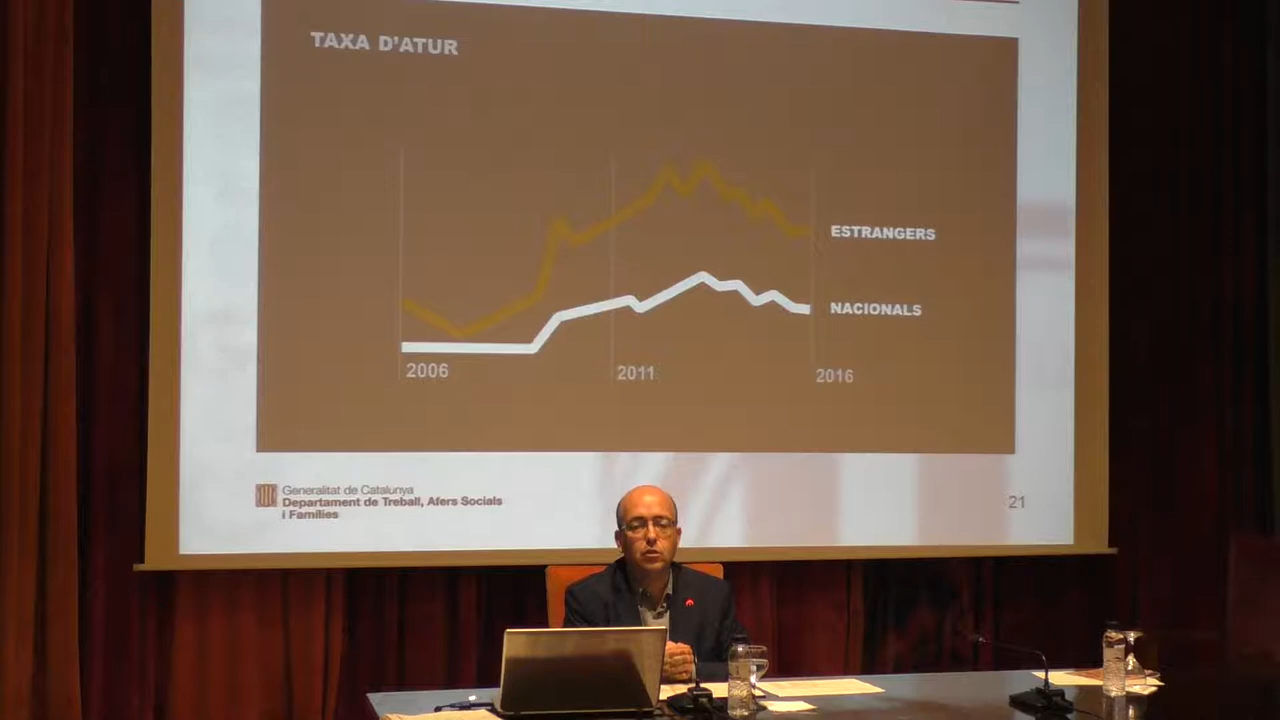 TAXA D'ATUR
ESTRANGERS
NACIONALS
2006
2011
2016
Generalitat de Catalunya
Departament de Treball, Afers Socials
i Famílies
21